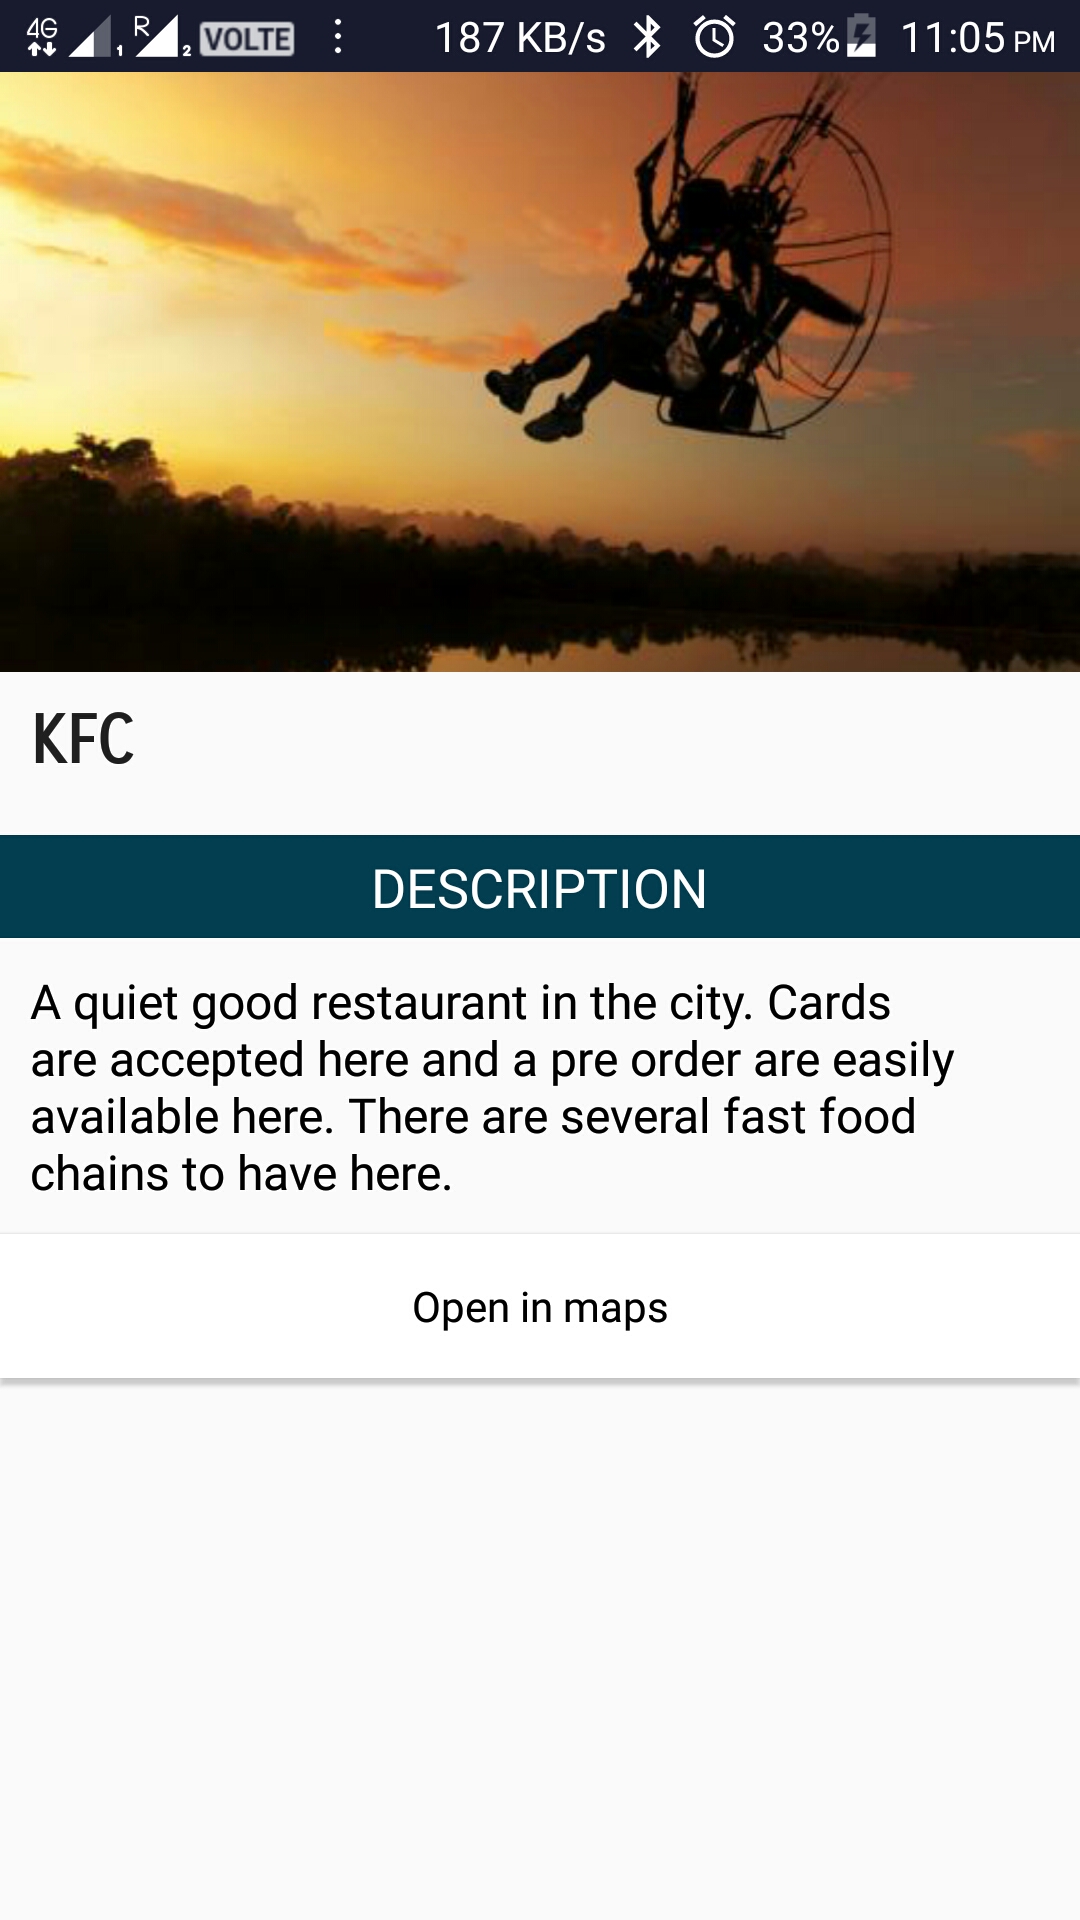 4G 1 R 2 VOLTE 187 KB/s 33% 11:05 PM
KFC
DESCRIPTION
A quiet good restaurant in the city. Cards
are accepted here and a pre order are easily
available here. There are several fast food
chains to have here.
Open in maps